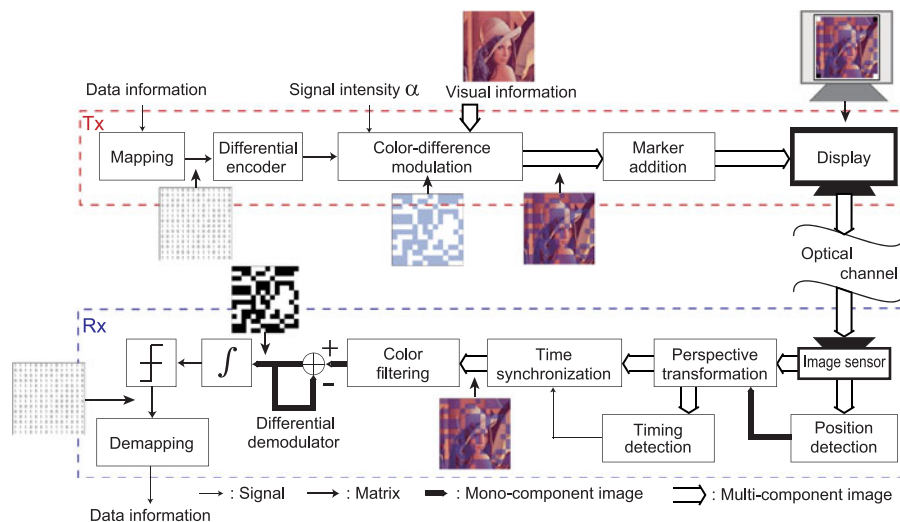 Data information
Signal intensity α
Visual information
Tx
Mapping
Differential
encoder
Color-difference
modulation
Marker
addition
Display
Optical
channel
Rx
Image sensor
Perspective
transformation
Time
synchronization
Color
filtering
+
−
Differential
demodulator
∫
Timing
detection
Position
detection
Demapping
Data information
: Signal
: Matrix
: Mono-component image
: Multi-component image